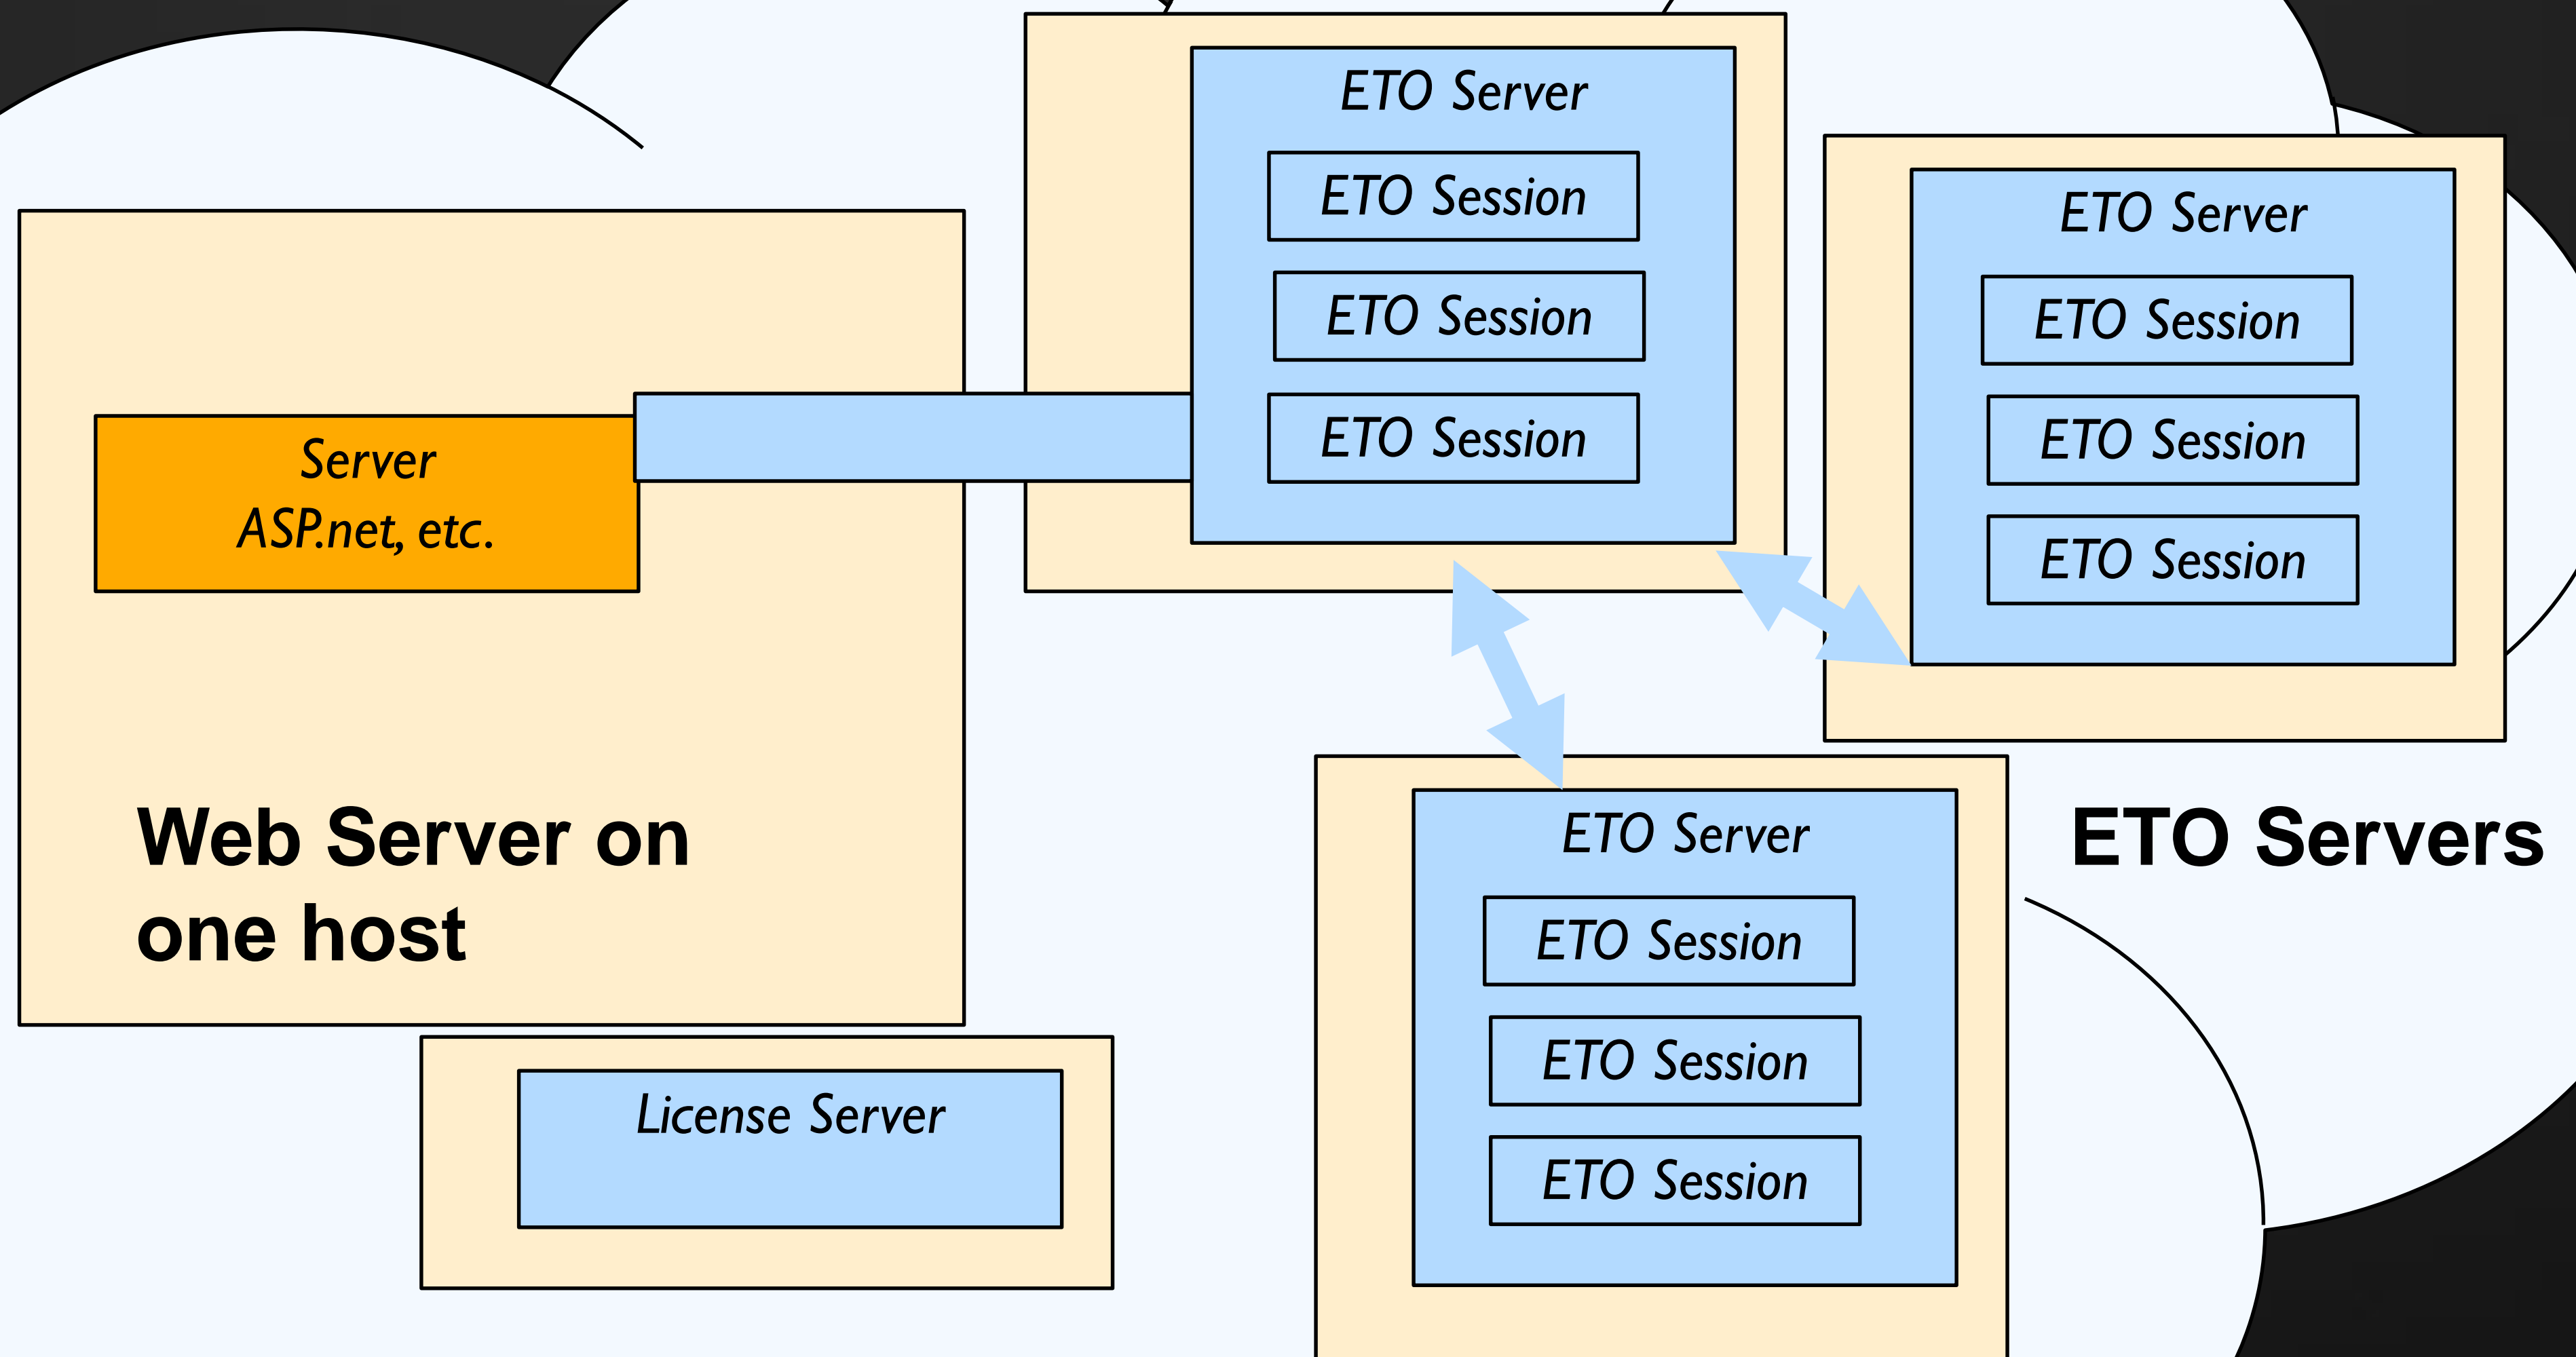 ETO Server
ETO Session
ETO Session
ETO Session
ETO Server
ETO Session
ETO Session
ETO Session
Server
ASP.net, etc.
Web Server on
one host
ETO Server
ETO Session
ETO Session
ETO Session
ETO Servers
License Server